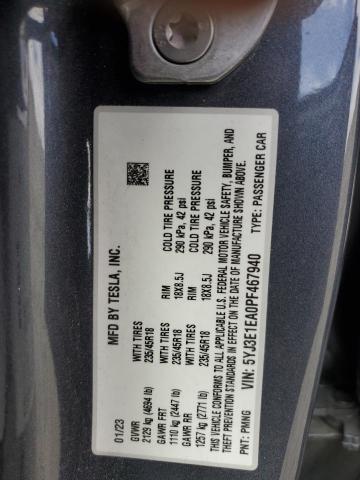 MFD BY TESLA, INC.
01/23
GVWR WITH TIRES RIM COLD TIRE PRESSURE
2129 kg (4694 lb) 235/45R18 18X8.5J 290 kPa, 42 psi
GAWR FRT WITH TIRES RIM COLD TIRE PRESSURE
1110 kg (2447 lb) 235/45R18 18X8.5J 290 kPa, 42 psi
GAWR RR
1257 kg (2771 lb)
THIS VEHICLE CONFORMS TO ALL APPLICABLE U.S. FEDERAL MOTOR VEHICLE SAFETY, BUMPER, AND
THEFT PREVENTION STANDARDS IN EFFECT ON THE DATE OF MANUFACTURE SHOWN ABOVE.
VIN: 5YJ3E1EA0PF467940
PNT: PMNG TYPE: PASSENGER CAR